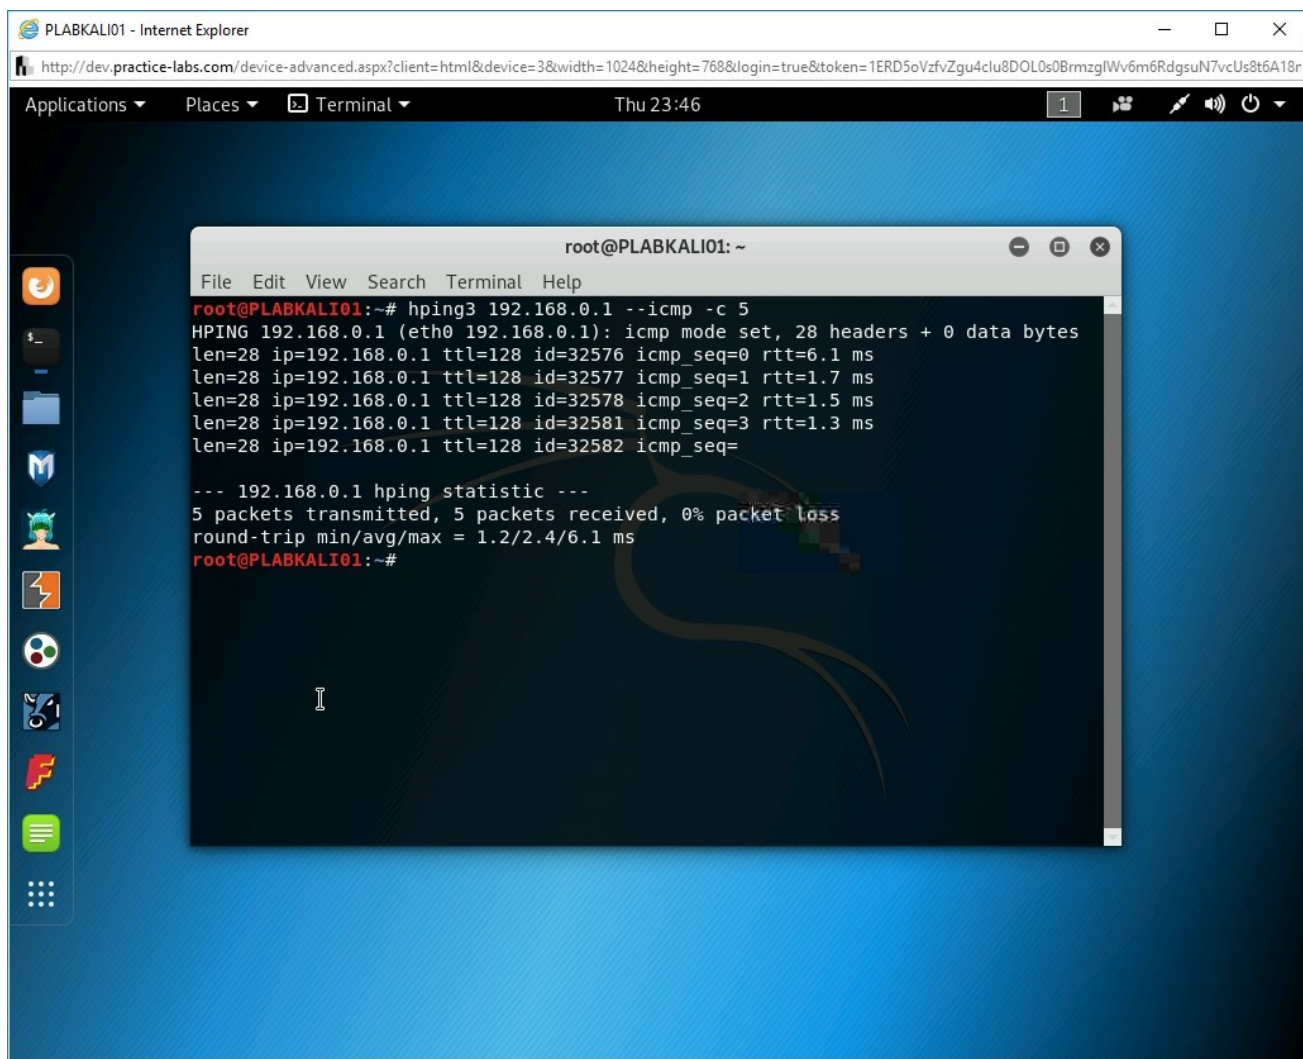 PLABKALI01 - Internet Explorer
http://dev.practice-labs.com/device-advanced.aspx?client=html&device=3&width=1024&height=768&login=true&token=1ERD5oVzfvZgu4clu8DOL0s0BrmzgIWv6m6RdgsuN7vcUs8t6A18r
Applications Places Terminal Thu 23:46 1
root@PLABKALI01: ~
File Edit View Search Terminal Help
root@PLABKALI01:~# hping3 192.168.0.1 --icmp -c 5
HPING 192.168.0.1 (eth0 192.168.0.1): icmp mode set, 28 headers + 0 data bytes
len=28 ip=192.168.0.1 ttl=128 id=32576 icmp_seq=0 rtt=6.1 ms
len=28 ip=192.168.0.1 ttl=128 id=32577 icmp_seq=1 rtt=1.7 ms
len=28 ip=192.168.0.1 ttl=128 id=32578 icmp_seq=2 rtt=1.5 ms
len=28 ip=192.168.0.1 ttl=128 id=32581 icmp_seq=3 rtt=1.3 ms
len=28 ip=192.168.0.1 ttl=128 id=32582 icmp_seq=
--- 192.168.0.1 hping statistic ---
5 packets transmitted, 5 packets received, 0% packet loss
round-trip min/avg/max = 1.2/2.4/6.1 ms
root@PLABKALI01:~#